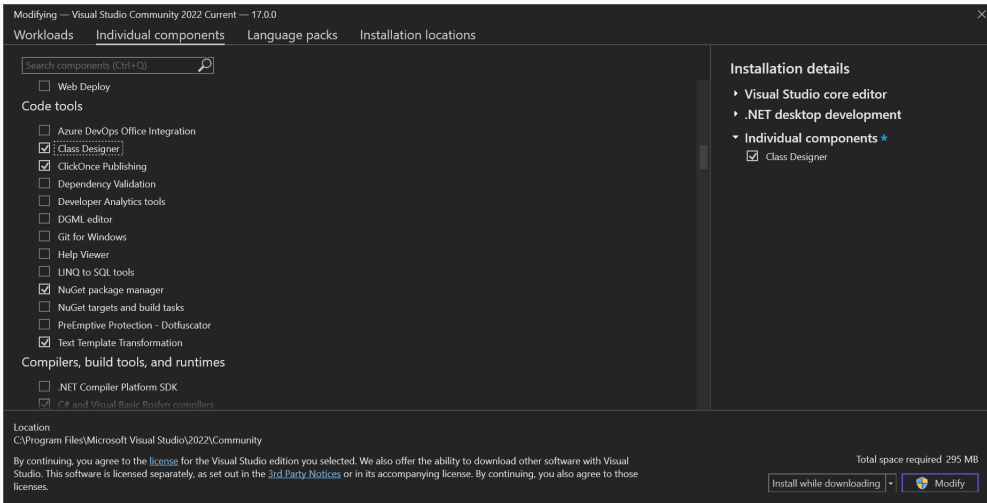 Modifying — Visual Studio Community 2022 Current — 17.0.0
Workloads Individual components Language packs Installation locations
Search components (Ctrl+Q)
Web Deploy
Code tools
Azure DevOps Office Integration
Class Designer
ClickOnce Publishing
Dependency Validation
Developer Analytics tools
DGML editor
Git for Windows
Help Viewer
LINQ to SQL tools
NuGet package manager
NuGet targets and build tasks
PreEmptive Protection - Dotfuscator
Text Template Transformation
Compilers, build tools, and runtimes
.NET Compiler Platform SDK
C# and Visual Basic Roslyn compilers
Installation details
Visual Studio core editor
.NET desktop development
Individual components *
Class Designer
Location
C:\Program Files\Microsoft Visual Studio\2022\Community
By continuing, you agree to the license for the Visual Studio edition you selected. We also offer the ability to download other software with Visual
Studio. This software is licensed separately, as set out in the 3rd Party Notices or in its accompanying license. By continuing, you also agree to those
licenses.
Total space required 295 MB
Install while downloading
Modify